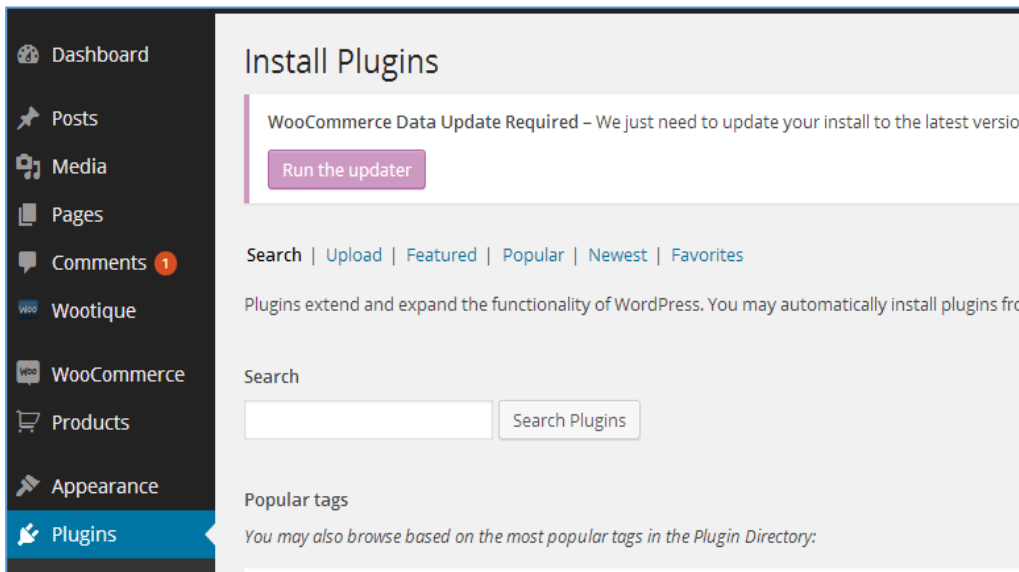 Dashboard
Posts
Media
Pages
Comments 1
Woo Wootique
Woo WooCommerce
Products
Appearance
Plugins
Install Plugins
WooCommerce Data Update Required – We just need to update your install to the latest versio
Run the updater
Search | Upload | Featured | Popular | Newest | Favorites
Plugins extend and expand the functionality of WordPress. You may automatically install plugins fro
Search
Search Plugins
Popular tags
You may also browse based on the most popular tags in the Plugin Directory: